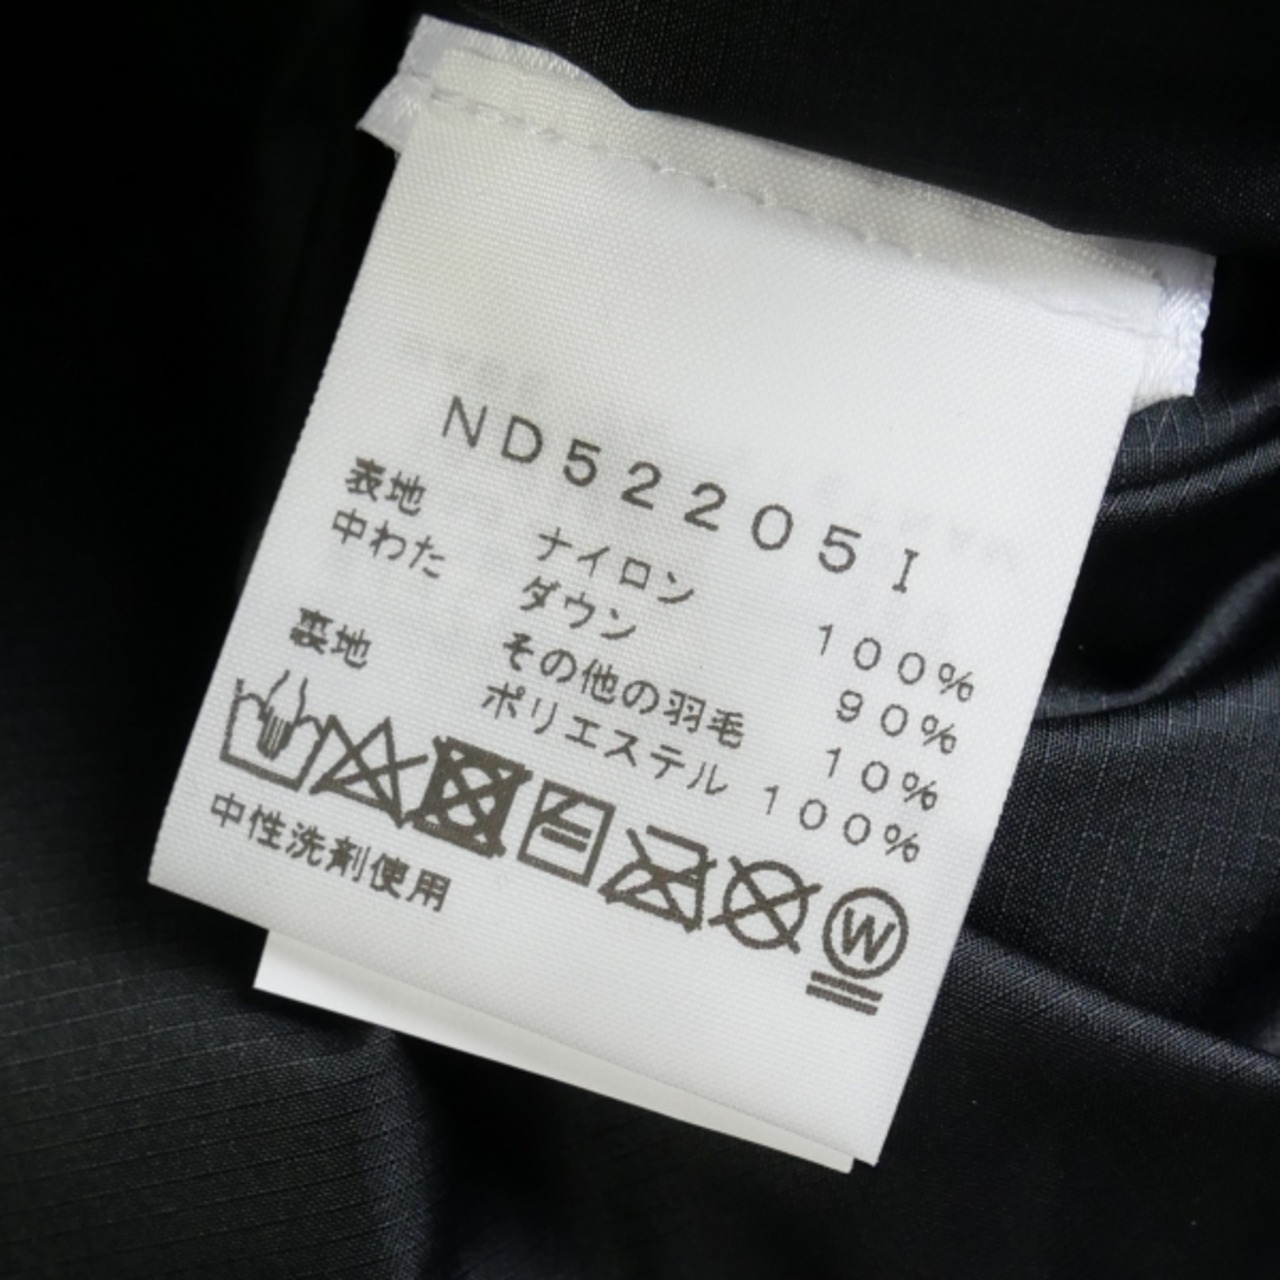 ND52205I
表地 ナイロン 100%
中わた ダウン 90%
その他の羽毛 10%
裏地 ポリエステル 100%
中性洗剤使用
W